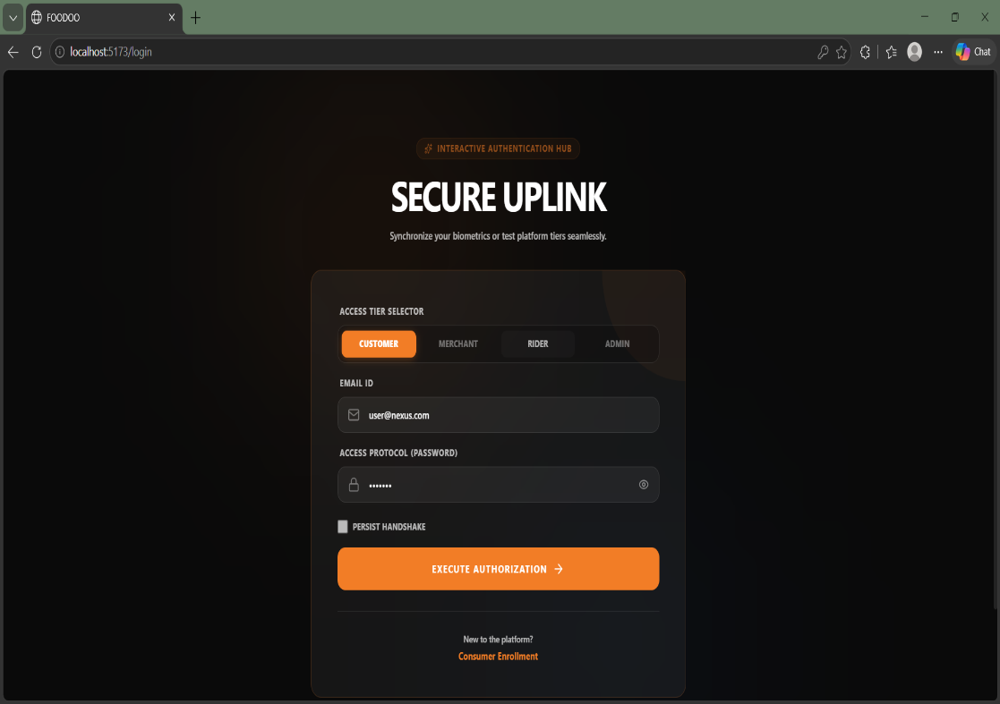 FOODOO
localhost:5173/login
Chat
INTERACTIVE AUTHENTICATION HUB
SECURE UPLINK
Synchronize your biometrics or test platform tiers seamlessly.
ACCESS TIER SELECTOR
CUSTOMER MERCHANT RIDER ADMIN
EMAIL ID
user@nexus.com
ACCESS PROTOCOL (PASSWORD)
•••••••
PERSIST HANDSHAKE
EXECUTE AUTHORIZATION →
New to the platform?
Consumer Enrollment